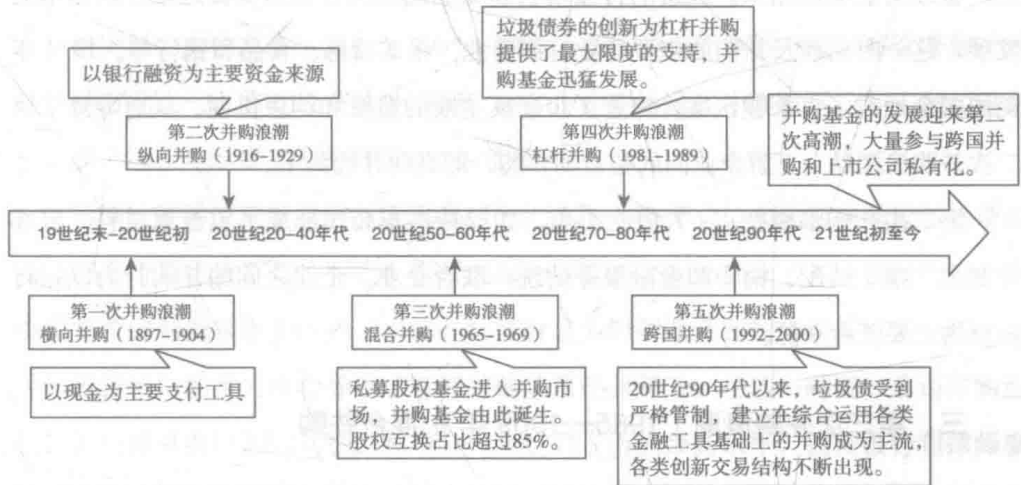 垃圾债券的创新为杠杆并购
提供了最大限度的支持，并
购基金迅猛发展。
以银行融资为主要资金来源
第二次并购浪潮
纵向并购（1916-1929）
第四次并购浪潮
杠杆并购（1981-1989）
并购基金的发展迎来第二
次高潮，大量参与跨国并
购和上市公司私有化。
19世纪末-20世纪初 20世纪20-40年代 20世纪50-60年代 20世纪70-80年代 20世纪90年代 21世纪初至今
第一次并购浪潮
横向并购（1897-1904）
第三次并购浪潮
混合并购（1965-1969）
第五次并购浪潮
跨国并购（1992-2000）
以现金为主要支付工具
私募股权基金进入并购市
场，并购基金由此诞生。
股权互换占比超过85%。
20世纪90年代以来，垃圾债受到
严格管制，建立在综合运用各类
金融工具基础上的并购成为主流，
各类创新交易结构不断出现。